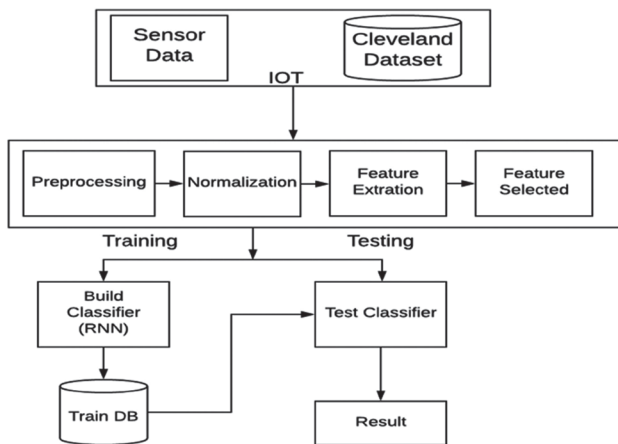 Sensor
Data
Cleveland
Dataset
IOT
Preprocessing
Normalization
Feature
Extration
Feature
Selected
Training
Testing
Build
Classifier
(RNN)
Test Classifier
Train DB
Result